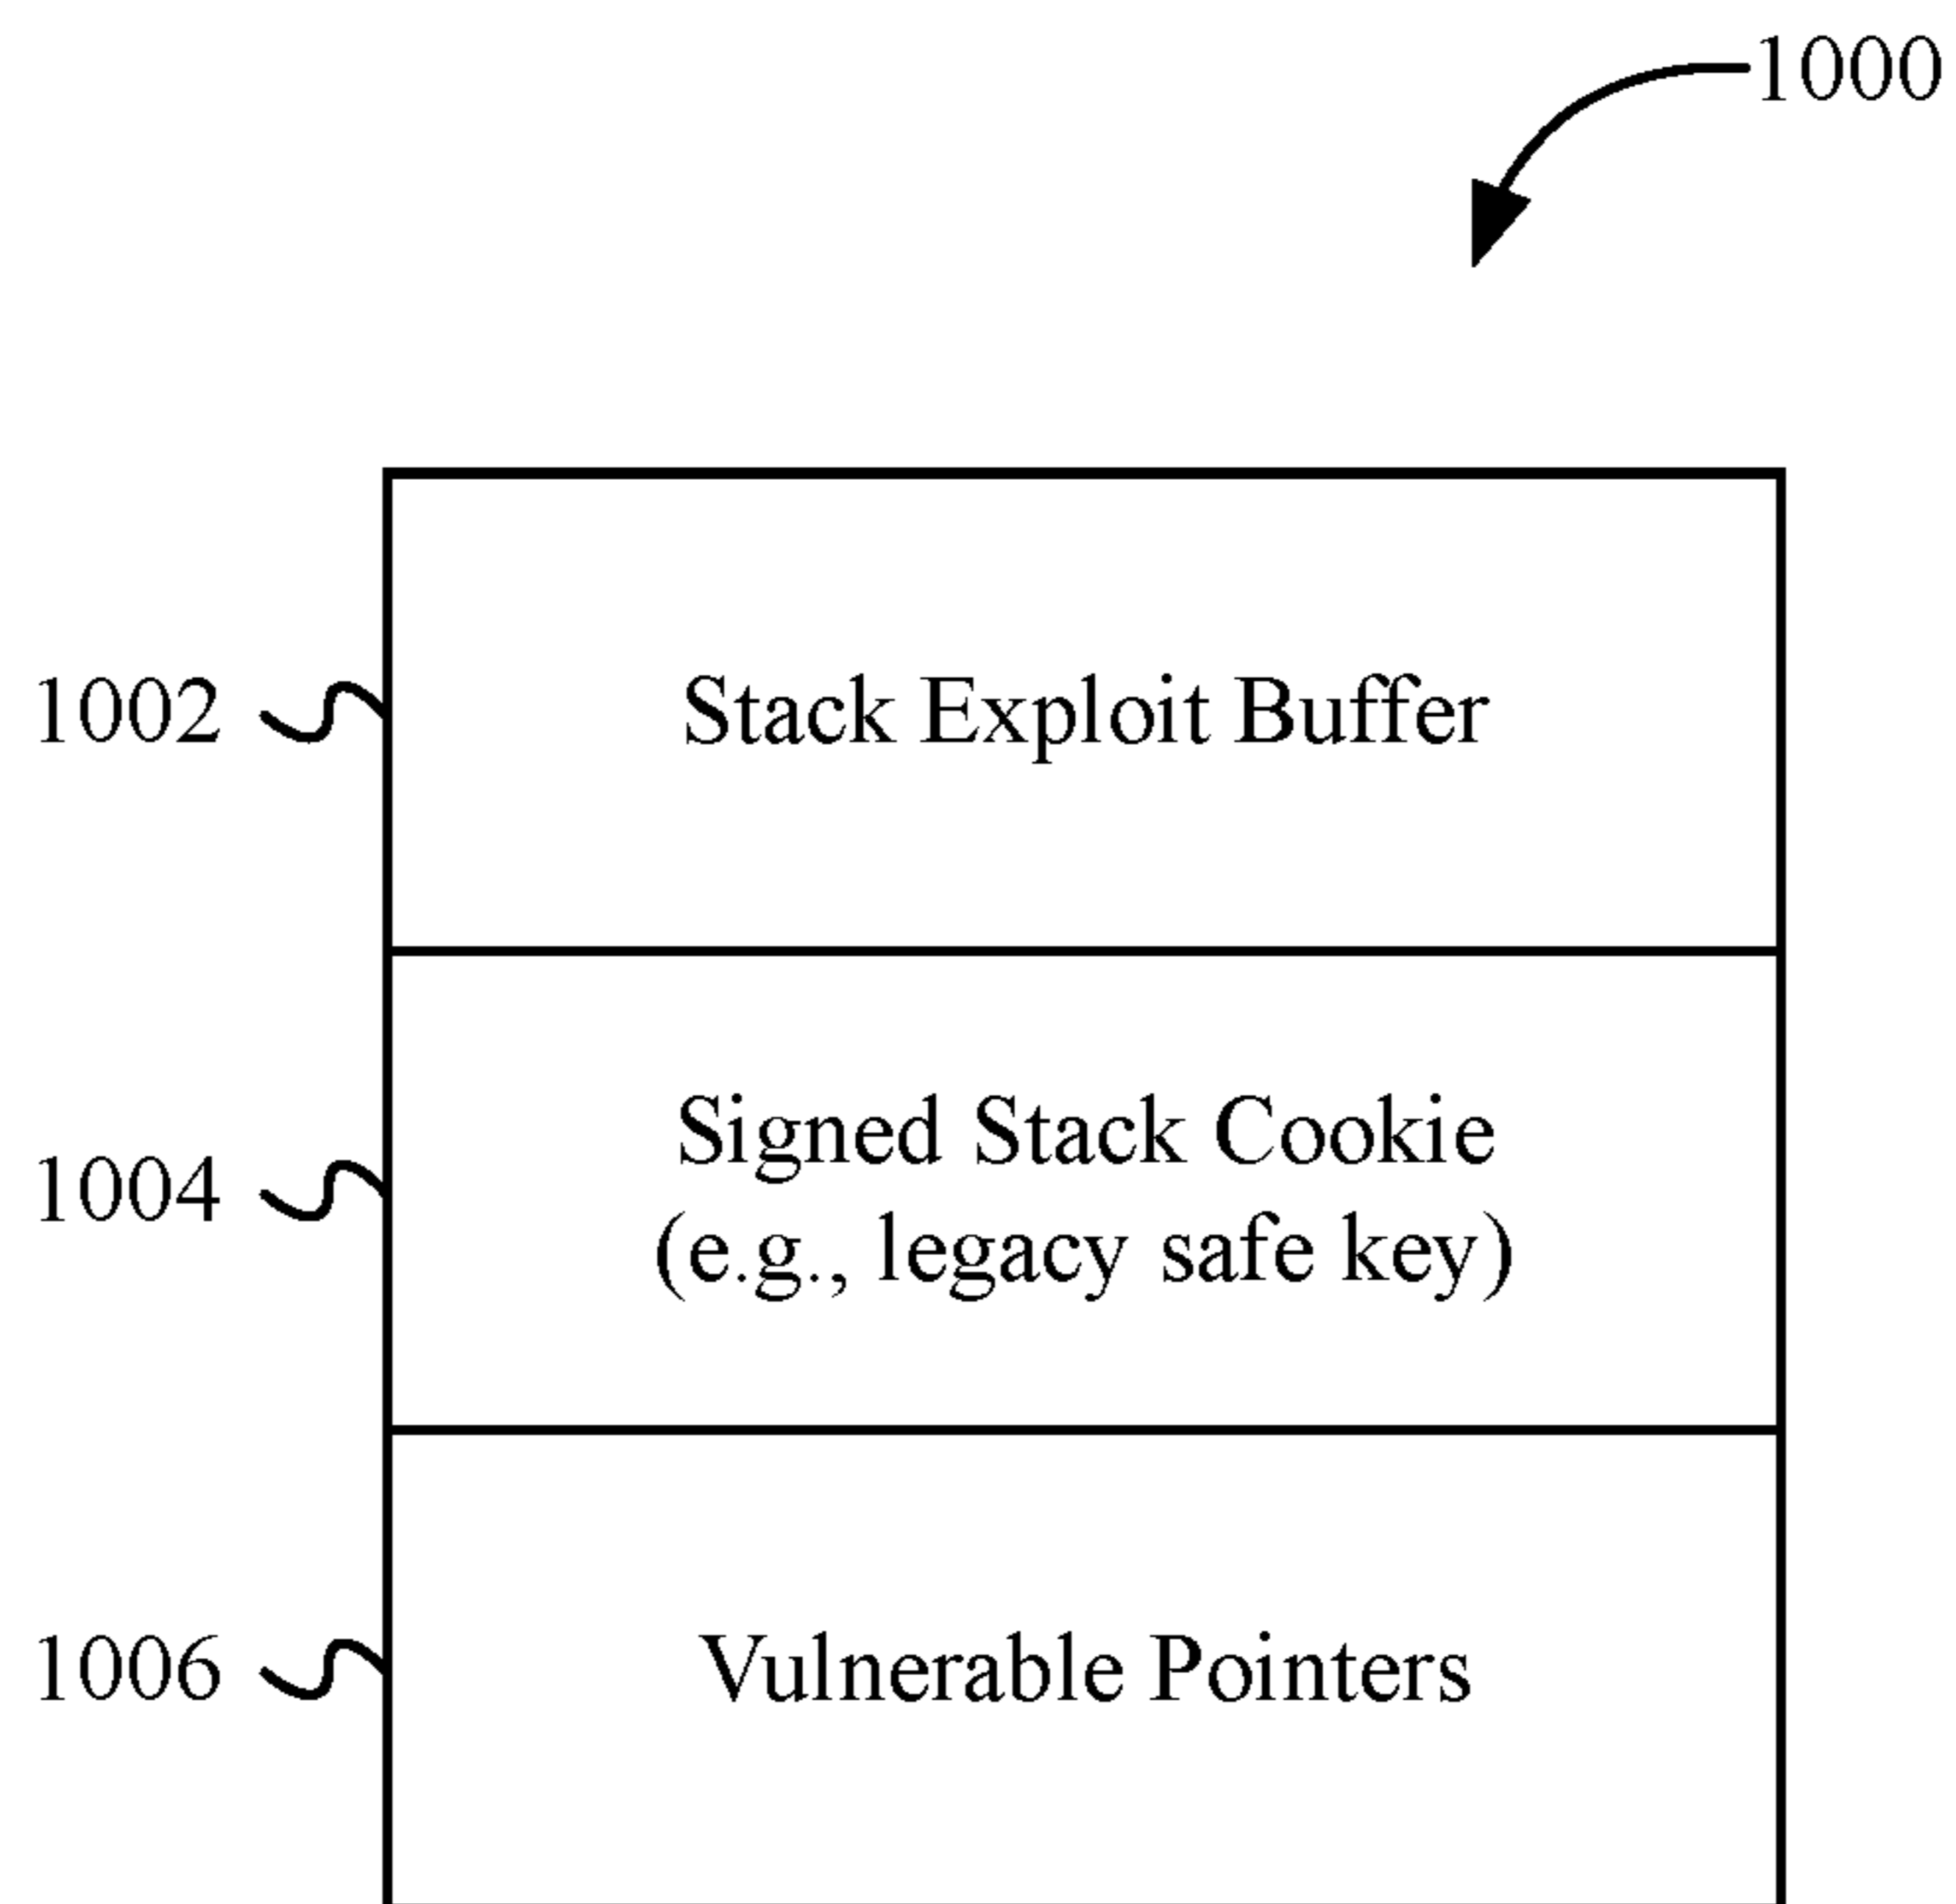 1000
1002
Stack Exploit Buffer
1004
Signed Stack Cookie
(e.g., legacy safe key)
1006
Vulnerable Pointers